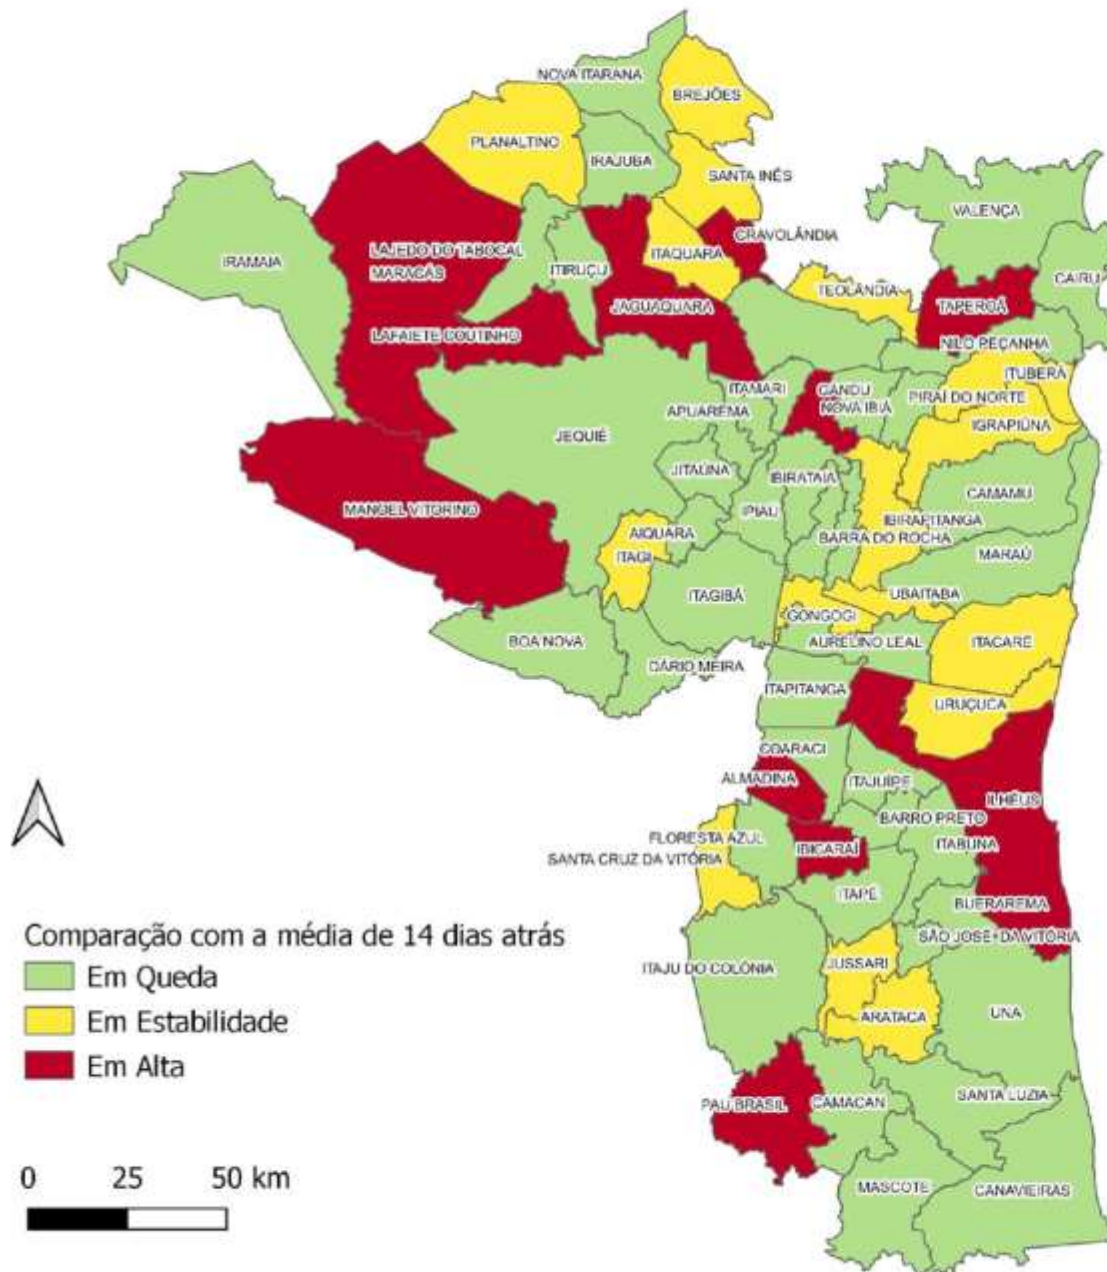 NOVA ITARANA
BREJÕES
PLANALTINO
IRAJUBA
SANTA INÊS
VALENÇA
CRAVOLÂNDIA
LAJEDO DO TABOCAL
ITAQUARA
IRAMAIA
MARACÁS
ITIRUÇU
CAIRU
TEOLÂNDIA
JAGUAQUARA
TAPEROÁ
LAFAIETE COUTINHO
NILO PEÇANHA
ITUBERÁ
ITAMARI
GANDU
PIRAÍ DO NORTE
APUAREMA
NOVA IBIÁ
IGRAPIÚNA
JEQUIÉ
JITAÚNA
IBIRATAIA
CAMAMU
MANOEL VITORINO
IPIAÚ
IBIRAPITANGA
AIQUARA
BARRA DO ROCHA
MARAÚ
ITAGI
ITAGIBÁ
UBAITABA
GONGOGI
BOA NOVA
AURELINO LEAL
ITACARÉ
DÁRIO MEIRA
ITAPITANGA
URUÇUCA
COARACI
ALMADINA
ITAJUÍPE
ILHÉUS
BARRO PRETO
FLORESTA AZUL
IBICARAÍ
ITABUNA
SANTA CRUZ DA VITÓRIA
ITAPÉ
BUERAREMA
SÃO JOSÉ DA VITÓRIA
ITAJU DO COLÔNIA
JUSSARI
ARATACA
UNA
PAU BRASIL
CAMACAN
SANTA LUZIA
MASCOTE
CANAVIEIRAS
Comparação com a média de 14 dias atrás
Em Queda
Em Estabilidade
Em Alta
0 25 50 km